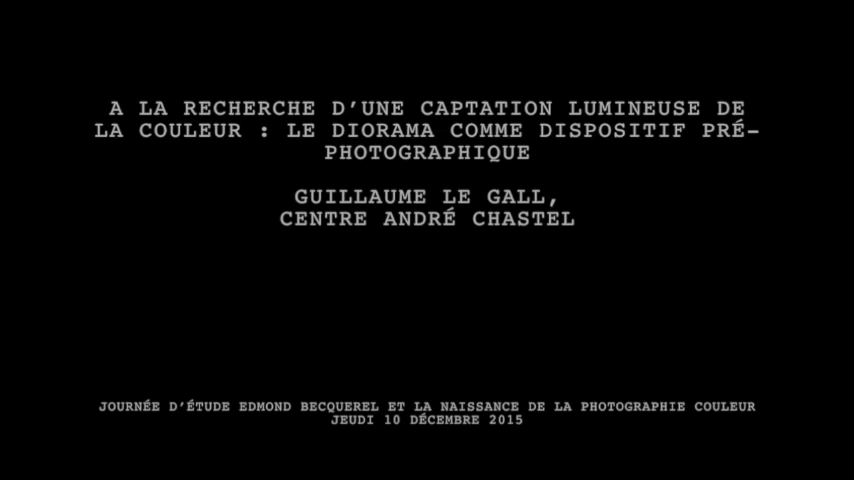 A LA RECHERCHE D'UNE CAPTATION LUMINEUSE DE
LA COULEUR : LE DIORAMA COMME DISPOSITIF PRÉ-
PHOTOGRAPHIQUE
GUILLAUME LE GALL,
CENTRE ANDRÉ CHASTEL
JOURNÉE D'ÉTUDE EDMOND BECQUEREL ET LA NAISSANCE DE LA PHOTOGRAPHIE COULEUR
JEUDI 10 DÉCEMBRE 2015